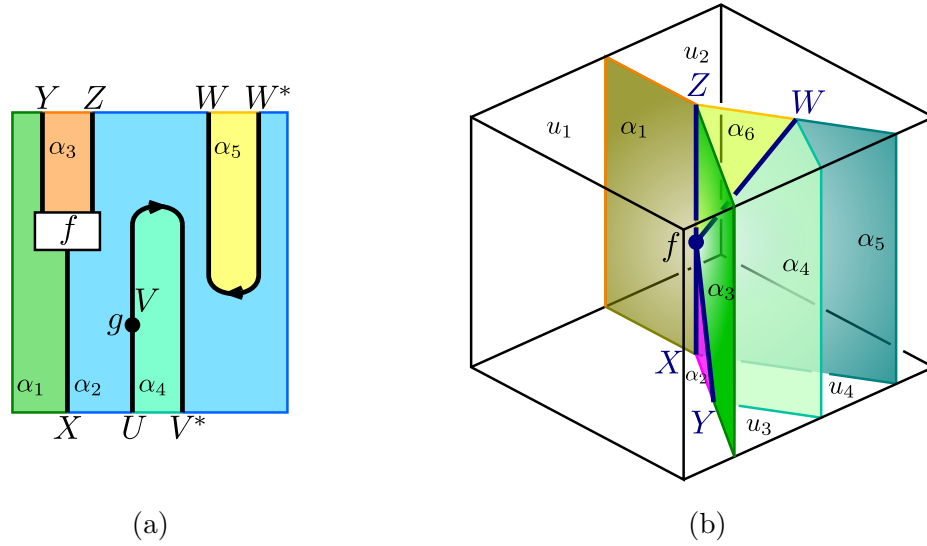 Y Z W W*
α₃ α₅
f
V
g
α₁ α₂ α₄
X U V*
(a)
u₂
Z W
u₁ α₁ α₆
f α₄ α₅
α₃
X α₂ u₄
Y u₃
(b)